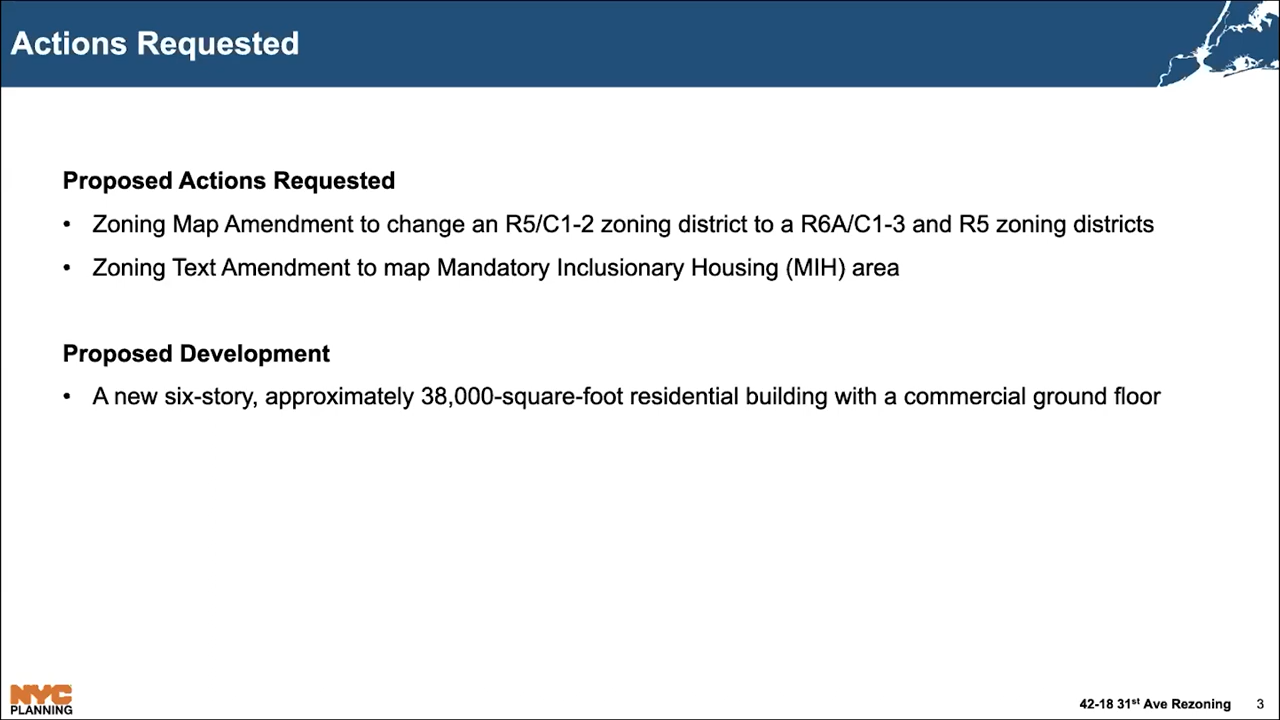 Actions Requested
Proposed Actions Requested
• Zoning Map Amendment to change an R5/C1-2 zoning district to a R6A/C1-3 and R5 zoning districts
• Zoning Text Amendment to map Mandatory Inclusionary Housing (MIH) area
Proposed Development
• A new six-story, approximately 38,000-square-foot residential building with a commercial ground floor
NYC
PLANNING
42-18 31st Ave Rezoning 3